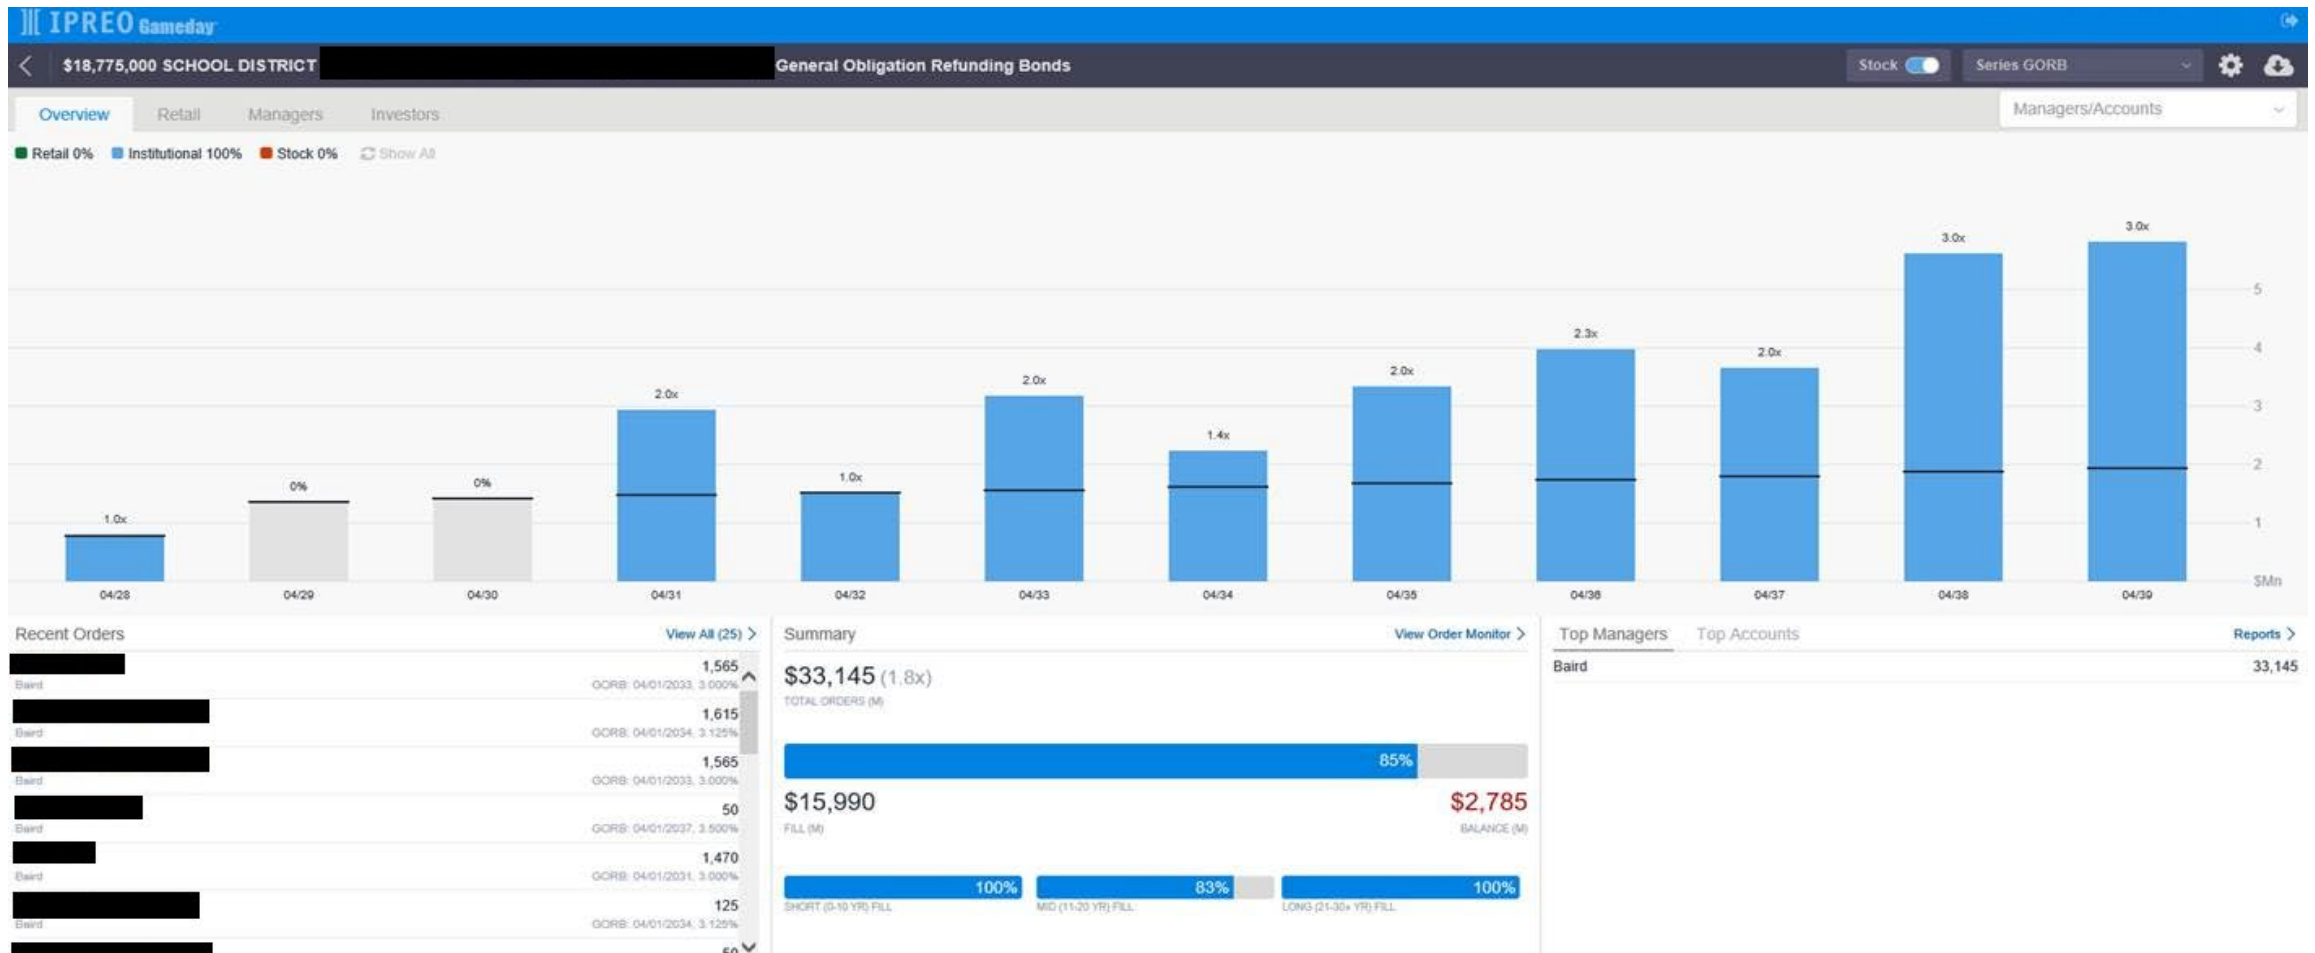 IPREO Gameday
$18,775,000 SCHOOL DISTRICT General Obligation Refunding Bonds Stock Series GORB
Overview Retail Managers Investors Managers/Accounts
Retail 0% Institutional 100% Stock 0% Show All
3.0x
3.0x
5
2.3x
4
2.0x
2.0x
2.0x
2.0x
3
1.4x
2
1.0x
0%
0%
1.0x
1
$Mn
04/28 04/29 04/30 04/31 04/32 04/33 04/34 04/35 04/36 04/37 04/38 04/39
Recent Orders View All (25)
1,565
Baird GORB: 04/01/2033, 3.000%
1,615
Baird GORB: 04/01/2034, 3.125%
1,565
Baird GORB: 04/01/2033, 3.000%
50
Baird GORB: 04/01/2037, 3.500%
1,470
Baird GORB: 04/01/2031, 3.000%
125
Baird GORB: 04/01/2034, 3.125%
50
Summary View Order Monitor
$33,145 (1.8x)
TOTAL ORDERS (M)
85%
$15,990 $2,785
FILL (M) BALANCE (M)
100% 83% 100%
SHORT (0-10 YR) FILL MID (11-20 YR) FILL LONG (21-30+ YR) FILL
Top Managers Top Accounts Reports
Baird 33,145